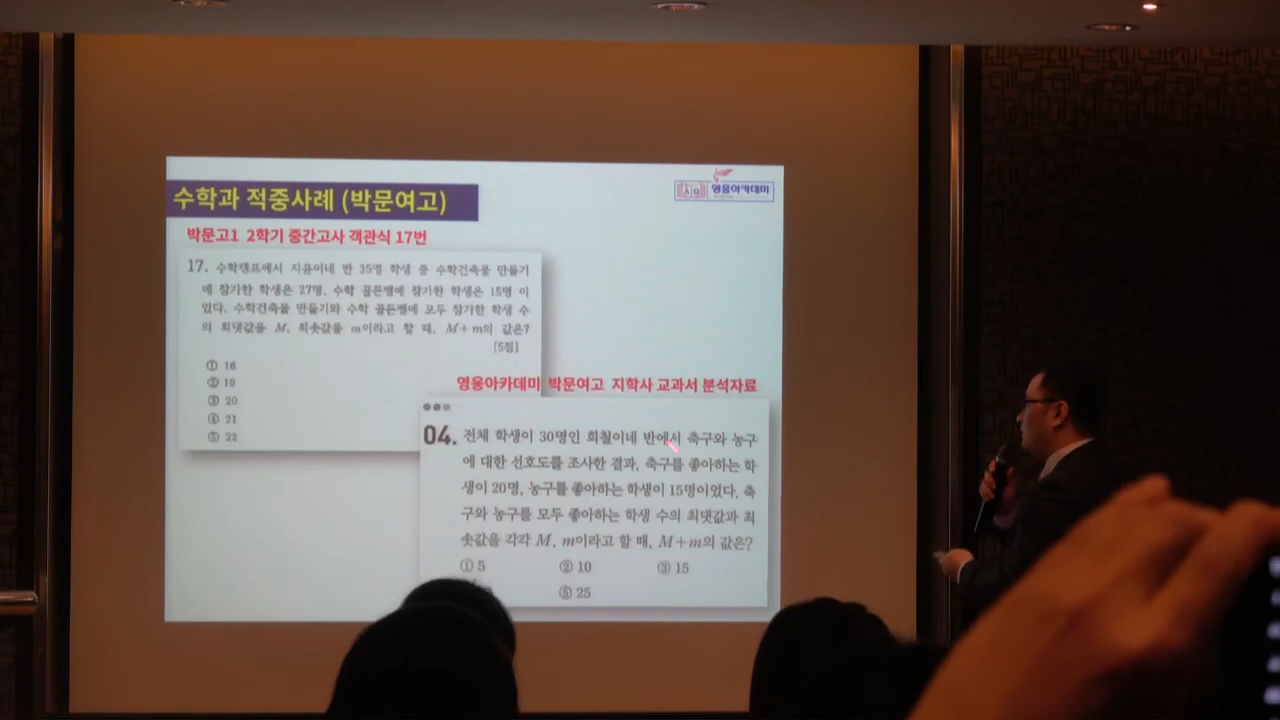 수학과 적중사례 (박문여고)
영웅아카데미
박문고1 2학기 중간고사 객관식 17번
17. 수학캠프에서 지윤이네 반 35명 학생 중 수학건축물 만들기
에 참가한 학생은 27명, 수학 골든벨에 참가한 학생은 15명 이
었다. 수학건축물 만들기와 수학 골든벨에 모두 참가한 학생 수
의 최댓값을 M, 최솟값을 m이라고 할 때, M+m의 값은?
[5점]
① 16
② 19
③ 20
④ 21
⑤ 22
영웅아카데미 박문여고 지학사 교과서 분석자료
04. 전체 학생이 30명인 희철이네 반에서 축구와 농구
에 대한 선호도를 조사한 결과, 축구를 좋아하는 학
생이 20명, 농구를 좋아하는 학생이 15명이었다. 축
구와 농구를 모두 좋아하는 학생 수의 최댓값과 최
솟값을 각각 M, m이라고 할 때, M+m의 값은?
① 5 ② 10 ③ 15
⑤ 25